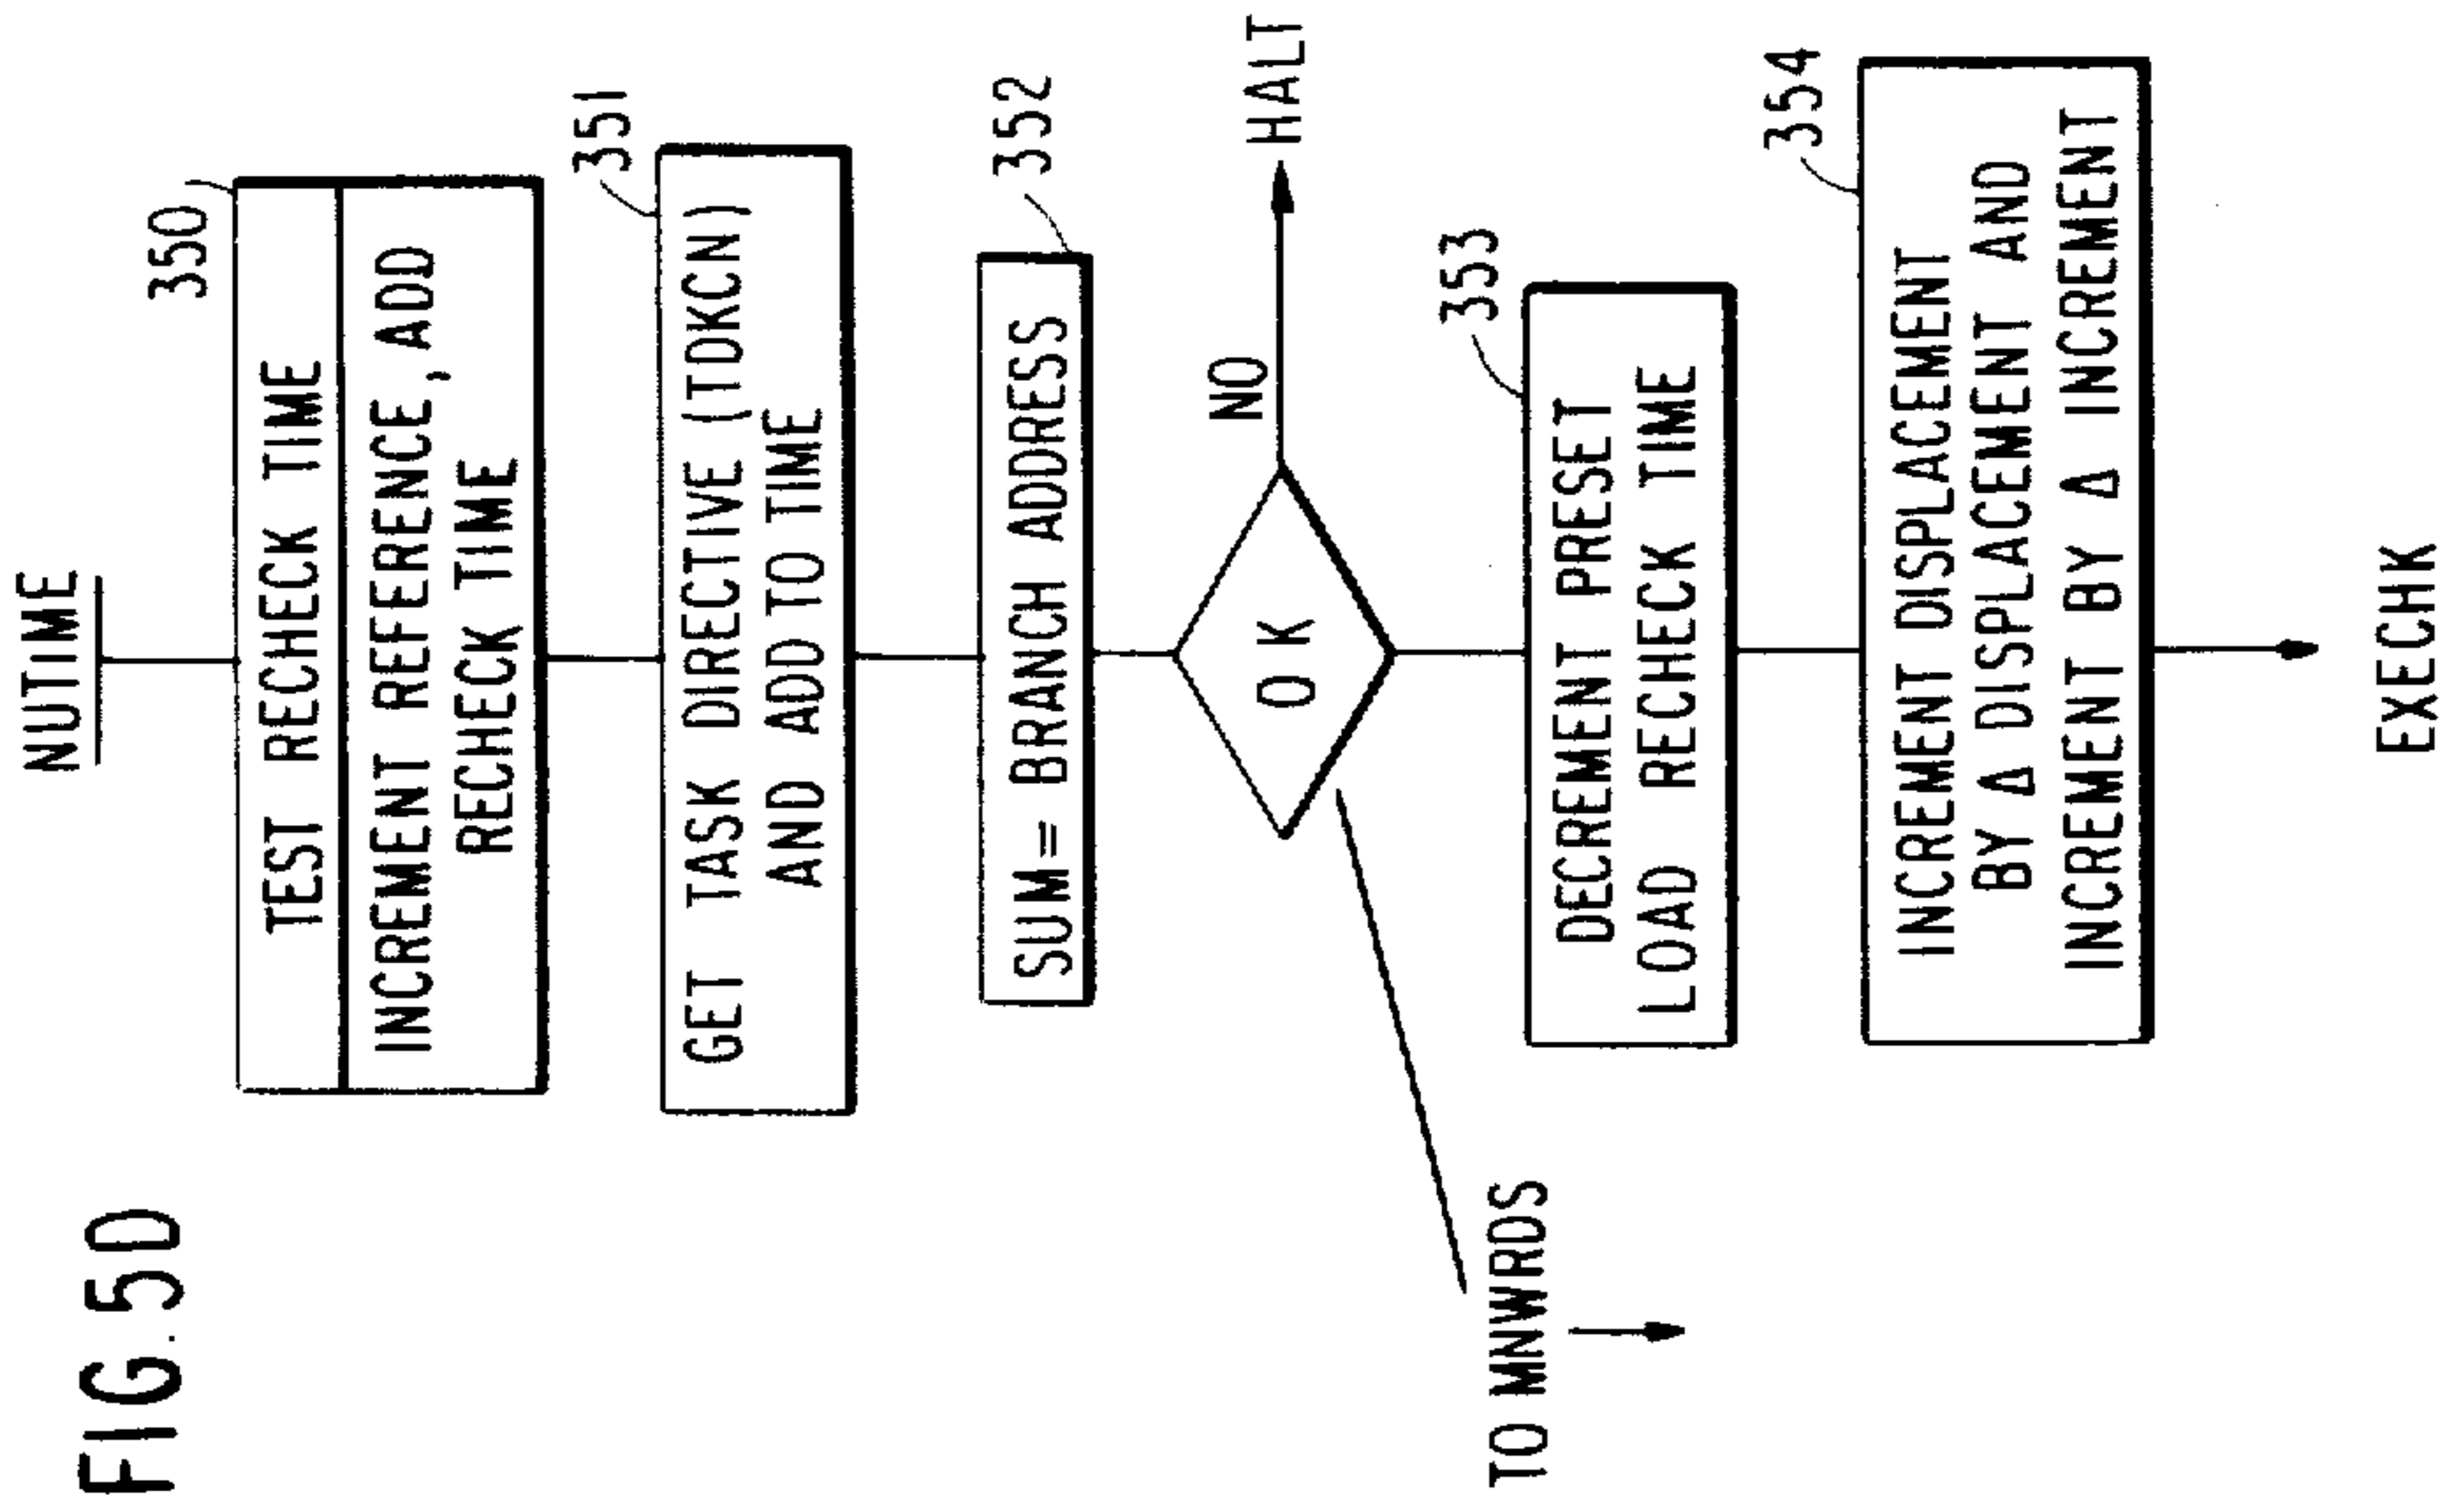 FIG. 5D
NUTIME
350
TEST RECHECK TIME
INCREMENT REFERENCE, ADD
RECHECK TIME
351
GET TASK DIRECTIVE (TOKCN)
AND ADD TO TIME
352
SUM= BRANCH ADDRESS
OK
NO
HALT
TO MNWRDS
353
DECREMENT PRESET
LOAD RECHECK TIME
354
INCREMENT DISPLACEMENT
BY Δ DISPLACEMENT AND
INCREMENT BY Δ INCREMENT
EXECHK